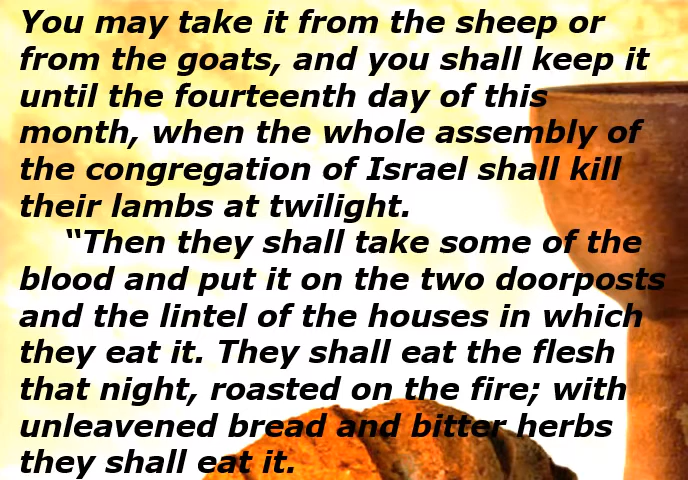 You may take it from the sheep or
from the goats, and you shall keep it
until the fourteenth day of this
month, when the whole assembly of
the congregation of Israel shall kill
their lambs at twilight.
“Then they shall take some of the
blood and put it on the two doorposts
and the lintel of the houses in which
they eat it. They shall eat the flesh
that night, roasted on the fire; with
unleavened bread and bitter herbs
they shall eat it.